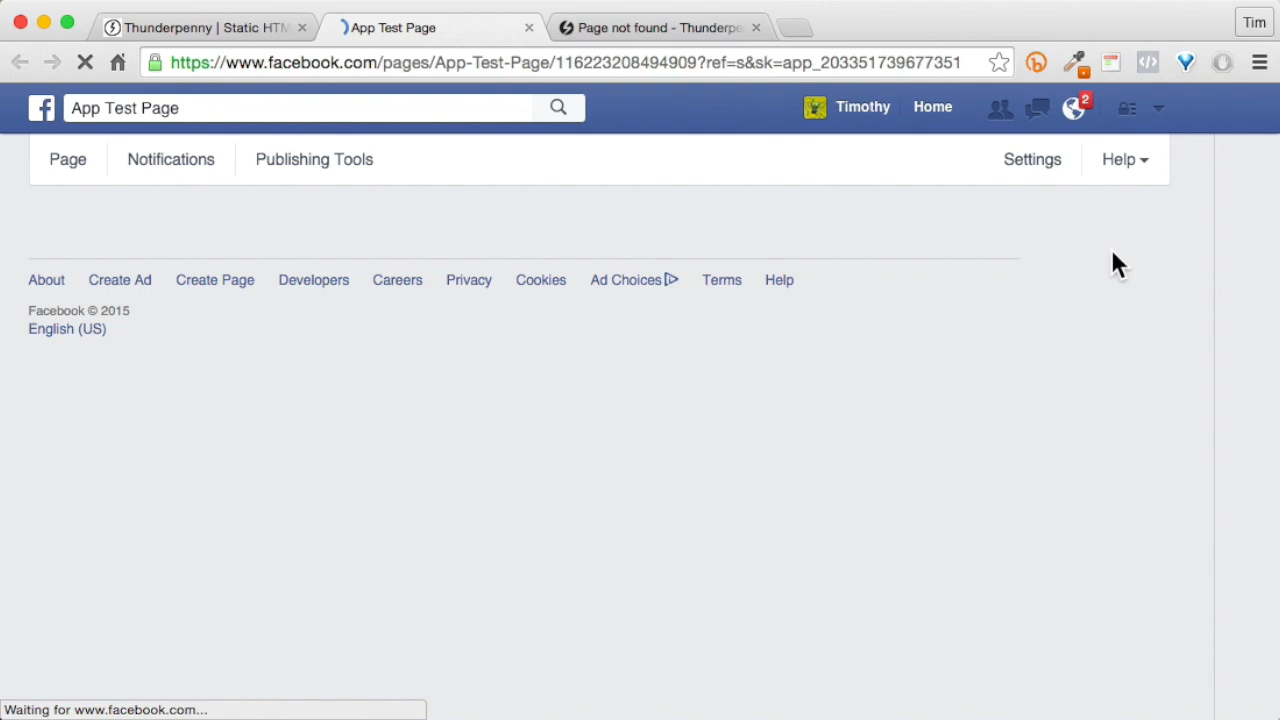 Thunderpenny | Static HTM
App Test Page
Page not found - Thunderpe
Tim
https://www.facebook.com/pages/App-Test-Page/116223208494909?ref=s&sk=app_203351739677351
App Test Page
Timothy
Home
2
Page
Notifications
Publishing Tools
Settings
Help
About
Create Ad
Create Page
Developers
Careers
Privacy
Cookies
Ad Choices
Terms
Help
Facebook © 2015
English (US)
Waiting for www.facebook.com...